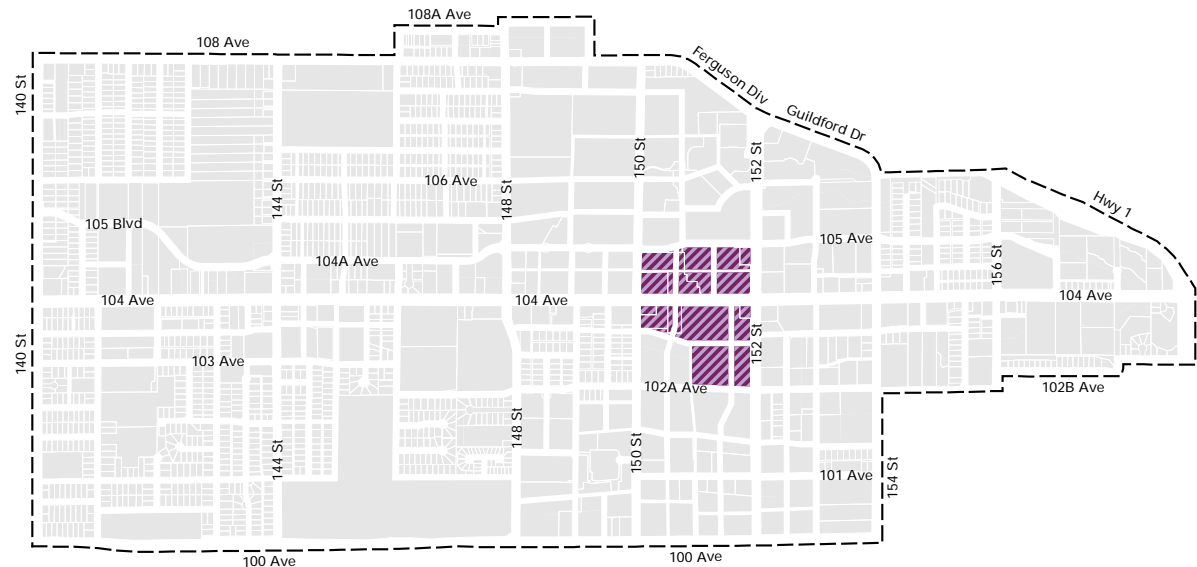 108A Ave
108 Ave
Ferguson Div
140 St
Guildford Dr
150 St
152 St
106 Ave
144 St
148 St
Hwy 1
105 Blvd
105 Ave
104A Ave
156 St
104 Ave
104 Ave
104 Ave
140 St
152 St
103 Ave
102A Ave
102B Ave
148 St
144 St
150 St
101 Ave
154 St
100 Ave
100 Ave